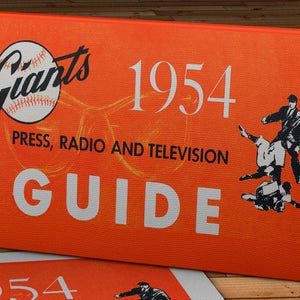 Giants
1954
PRESS, RADIO AND TELEVISION
GUIDE
1954